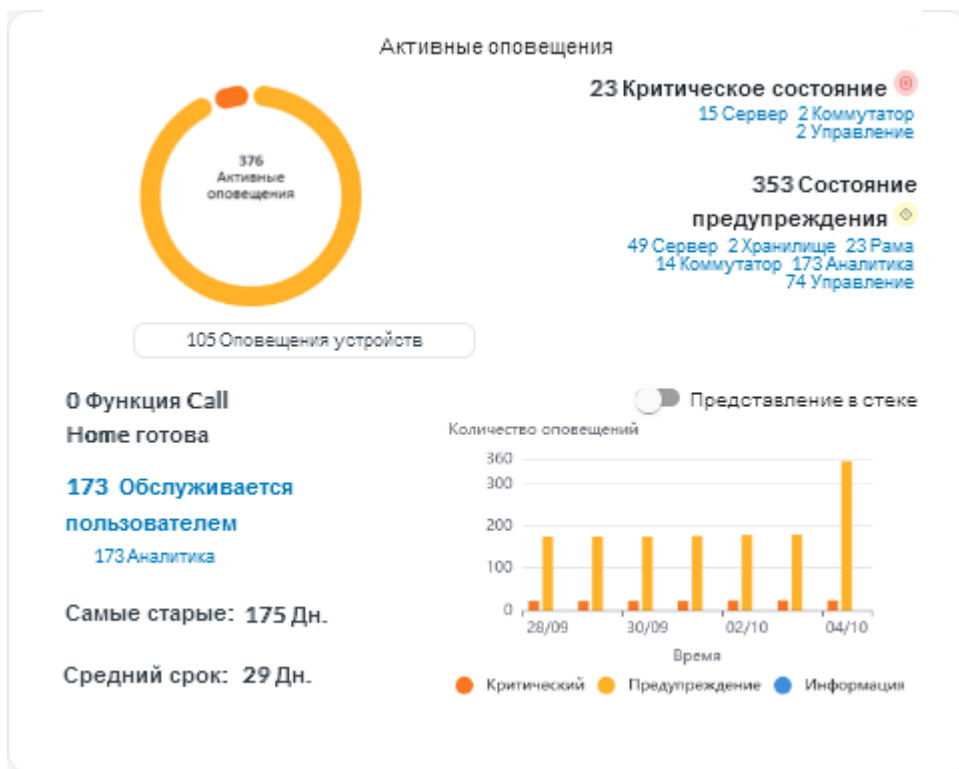 Активные оповещения
376
Активные
оповещения
23 Критическое состояние
15 Сервер 2 Коммутатор
2 Управление
353 Состояние
предупреждения
49 Сервер 2 Хранилище 23 Рама
14 Коммутатор 173 Аналитика
74 Управление
105 Оповещения устройств
0 Функция Call
Home готова
173 Обслуживается
пользователем
173 Аналитика
Самые старые: 175 Дн.
Средний срок: 29 Дн.
Представление в стеке
Количество оповещений
360
300
200
100
0
28/09 30/09 02/10 04/10
Время
Критический Предупреждение Информация